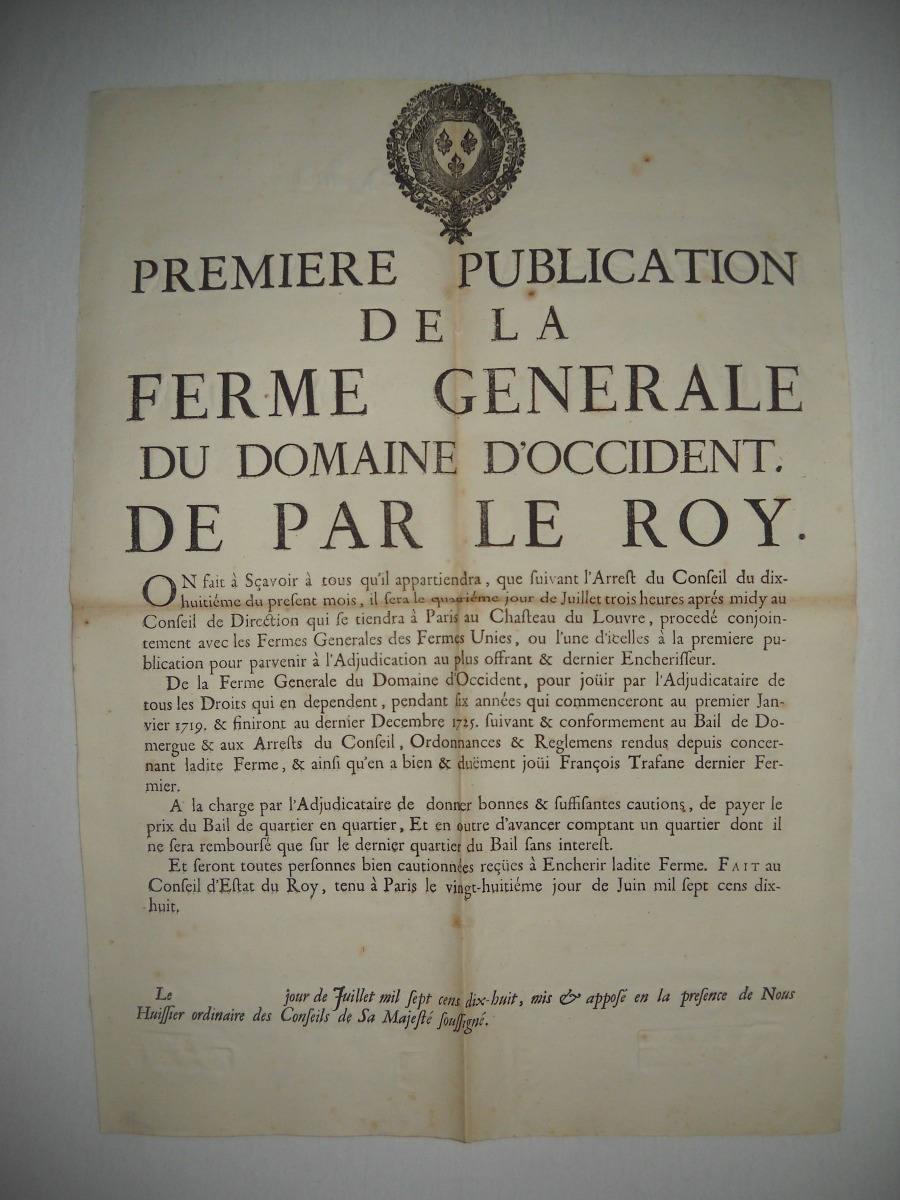 PREMIERE PUBLICATION
DE LA
FERME GENERALE
DU DOMAINE D'OCCIDENT.
DE PAR LE ROY.
ON fait à Sçavoir à tous qu'il appartiendra, que ſuivant l'Arreſt du Conſeil du dix-
huitiéme du preſent mois, il ſera le quatriéme jour de Juillet trois heures aprés midy au
Conſeil de Direction qui ſe tiendra à Paris au Chaſteau du Louvre, procedé conjoin-
tement avec les Fermes Generales des Fermes Unies, ou l'une d'icelles à la premiere pu-
blication pour parvenir à l'Adjudication au plus offrant & dernier Encheriſſeur.
De la Ferme Generale du Domaine d'Occident, pour joüir par l'Adjudicataire de
tous les Droits qui en dependent, pendant ſix années qui commenceront au premier Jan-
vier 1719. & finiront au dernier Decembre 1725. ſuivant & conformement au Bail de Do-
mergue & aux Arreſts du Conſeil, Ordonnances & Reglemens rendus depuis concer-
nant ladite Ferme, & ainſi qu'en a bien & duëment joüi François Trafane dernier Fer-
mier.
A la charge par l'Adjudicataire de donner bonnes & ſuffiſantes cautions, de payer le
prix du Bail de quartier en quartier, Et en outre d'avancer comptant un quartier dont il
ne ſera rembourſé que ſur le dernier quartier du Bail ſans intereſt.
Et ſeront toutes perſonnes bien cautionnées reçûës à Encherir ladite Ferme. FAIT au
Conſeil d'Eſtat du Roy, tenu à Paris le vingt-huitiéme jour de Juin mil ſept cens dix-
huit,
Le jour de Juillet mil ſept cens dix-huit, mis & appoſé en la preſence de Nous
Huiſſier ordinaire des Conſeils de Sa Majeſté ſouſſigné.